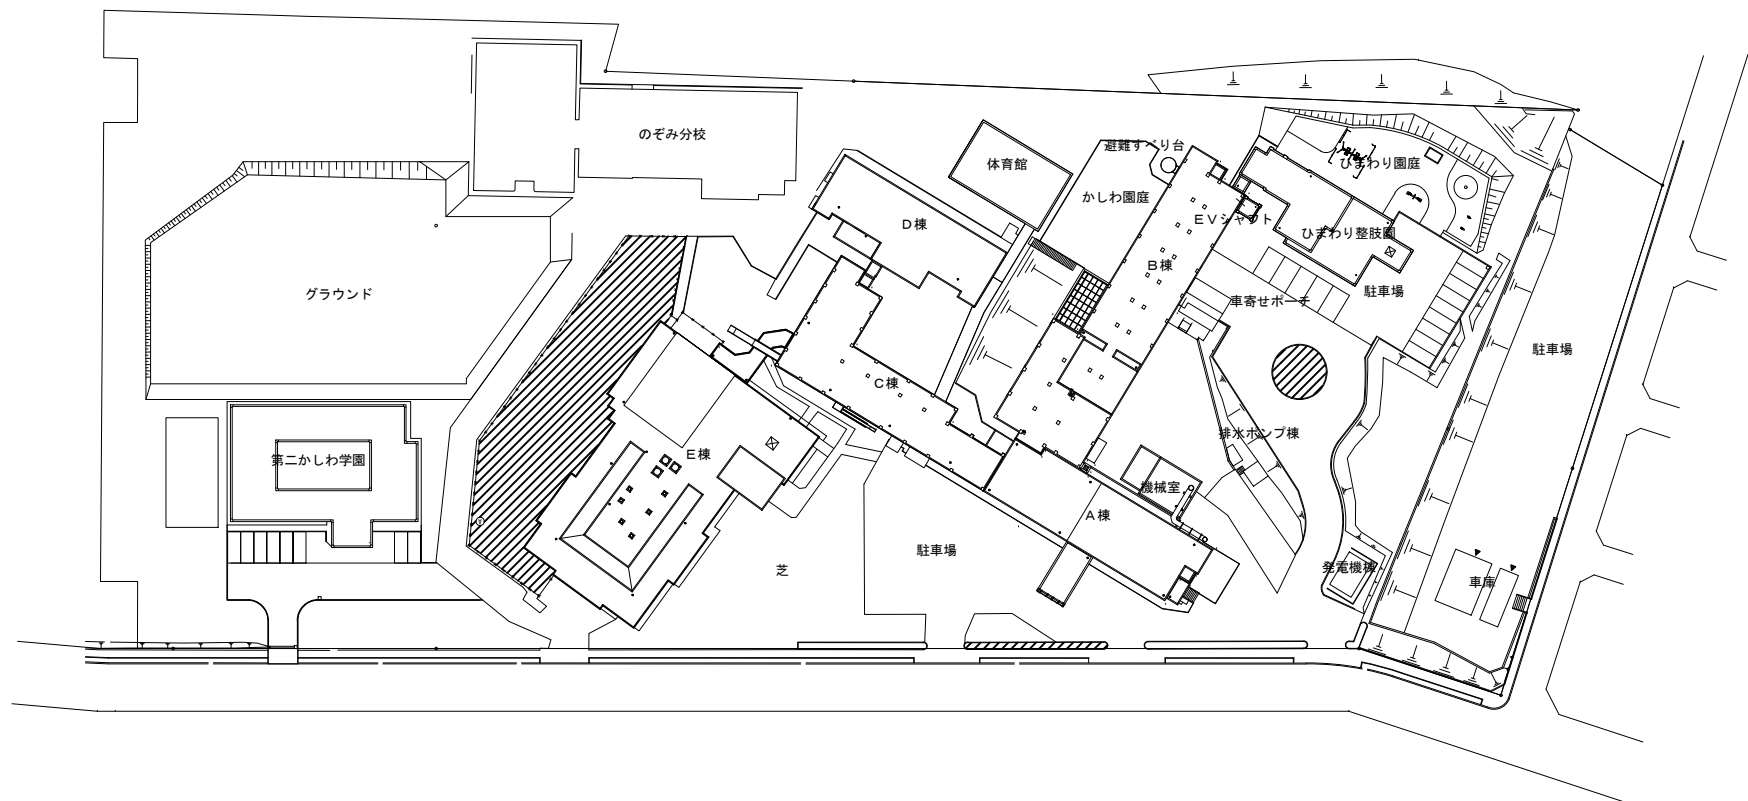 のぞみ分校
体育館
避難すべり台
ひまわり園庭
かしわ園庭
D棟
EVシャフト
ひまわり整肢園
B棟
グラウンド
車寄せポーチ
駐車場
駐車場
C棟
排水ポンプ棟
E棟
第二かしわ学園
機械室
A棟
駐車場
芝
発電機棟
車庫